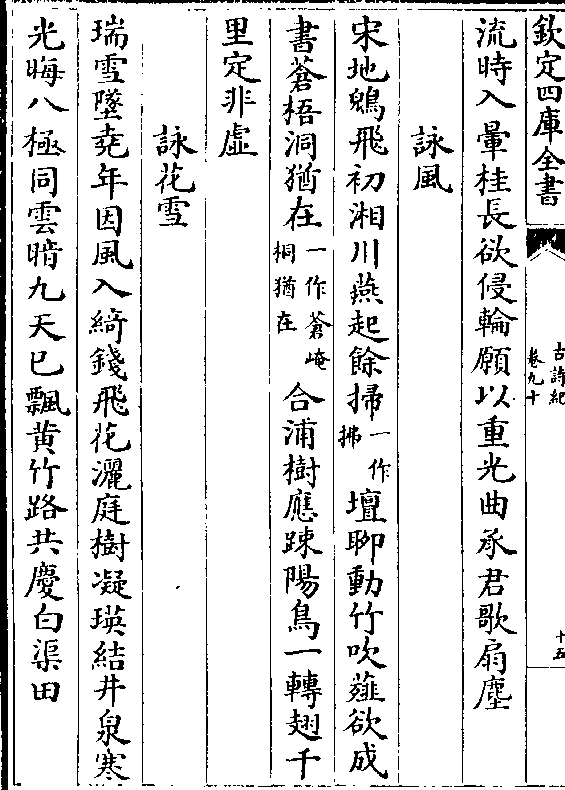 欽定四庫全書
古詩紀
卷九十
十五
流時入暈桂長欲侵輪願以重光曲承君歌扇塵
詠風
宋地鷁飛初湘川燕起餘掃一作拂壇聊動竹吹薤欲成
書蒼梧洞猶在一作蒼崦桐猶在合浦樹應踈陽鳥一轉翅千
里定非虛
詠花雪
瑞雪墜堯年因風入綺錢飛花灑庭樹凝瑛結井泉寒
光晦八極同雲暗九天已飄黄竹路共慶白渠田